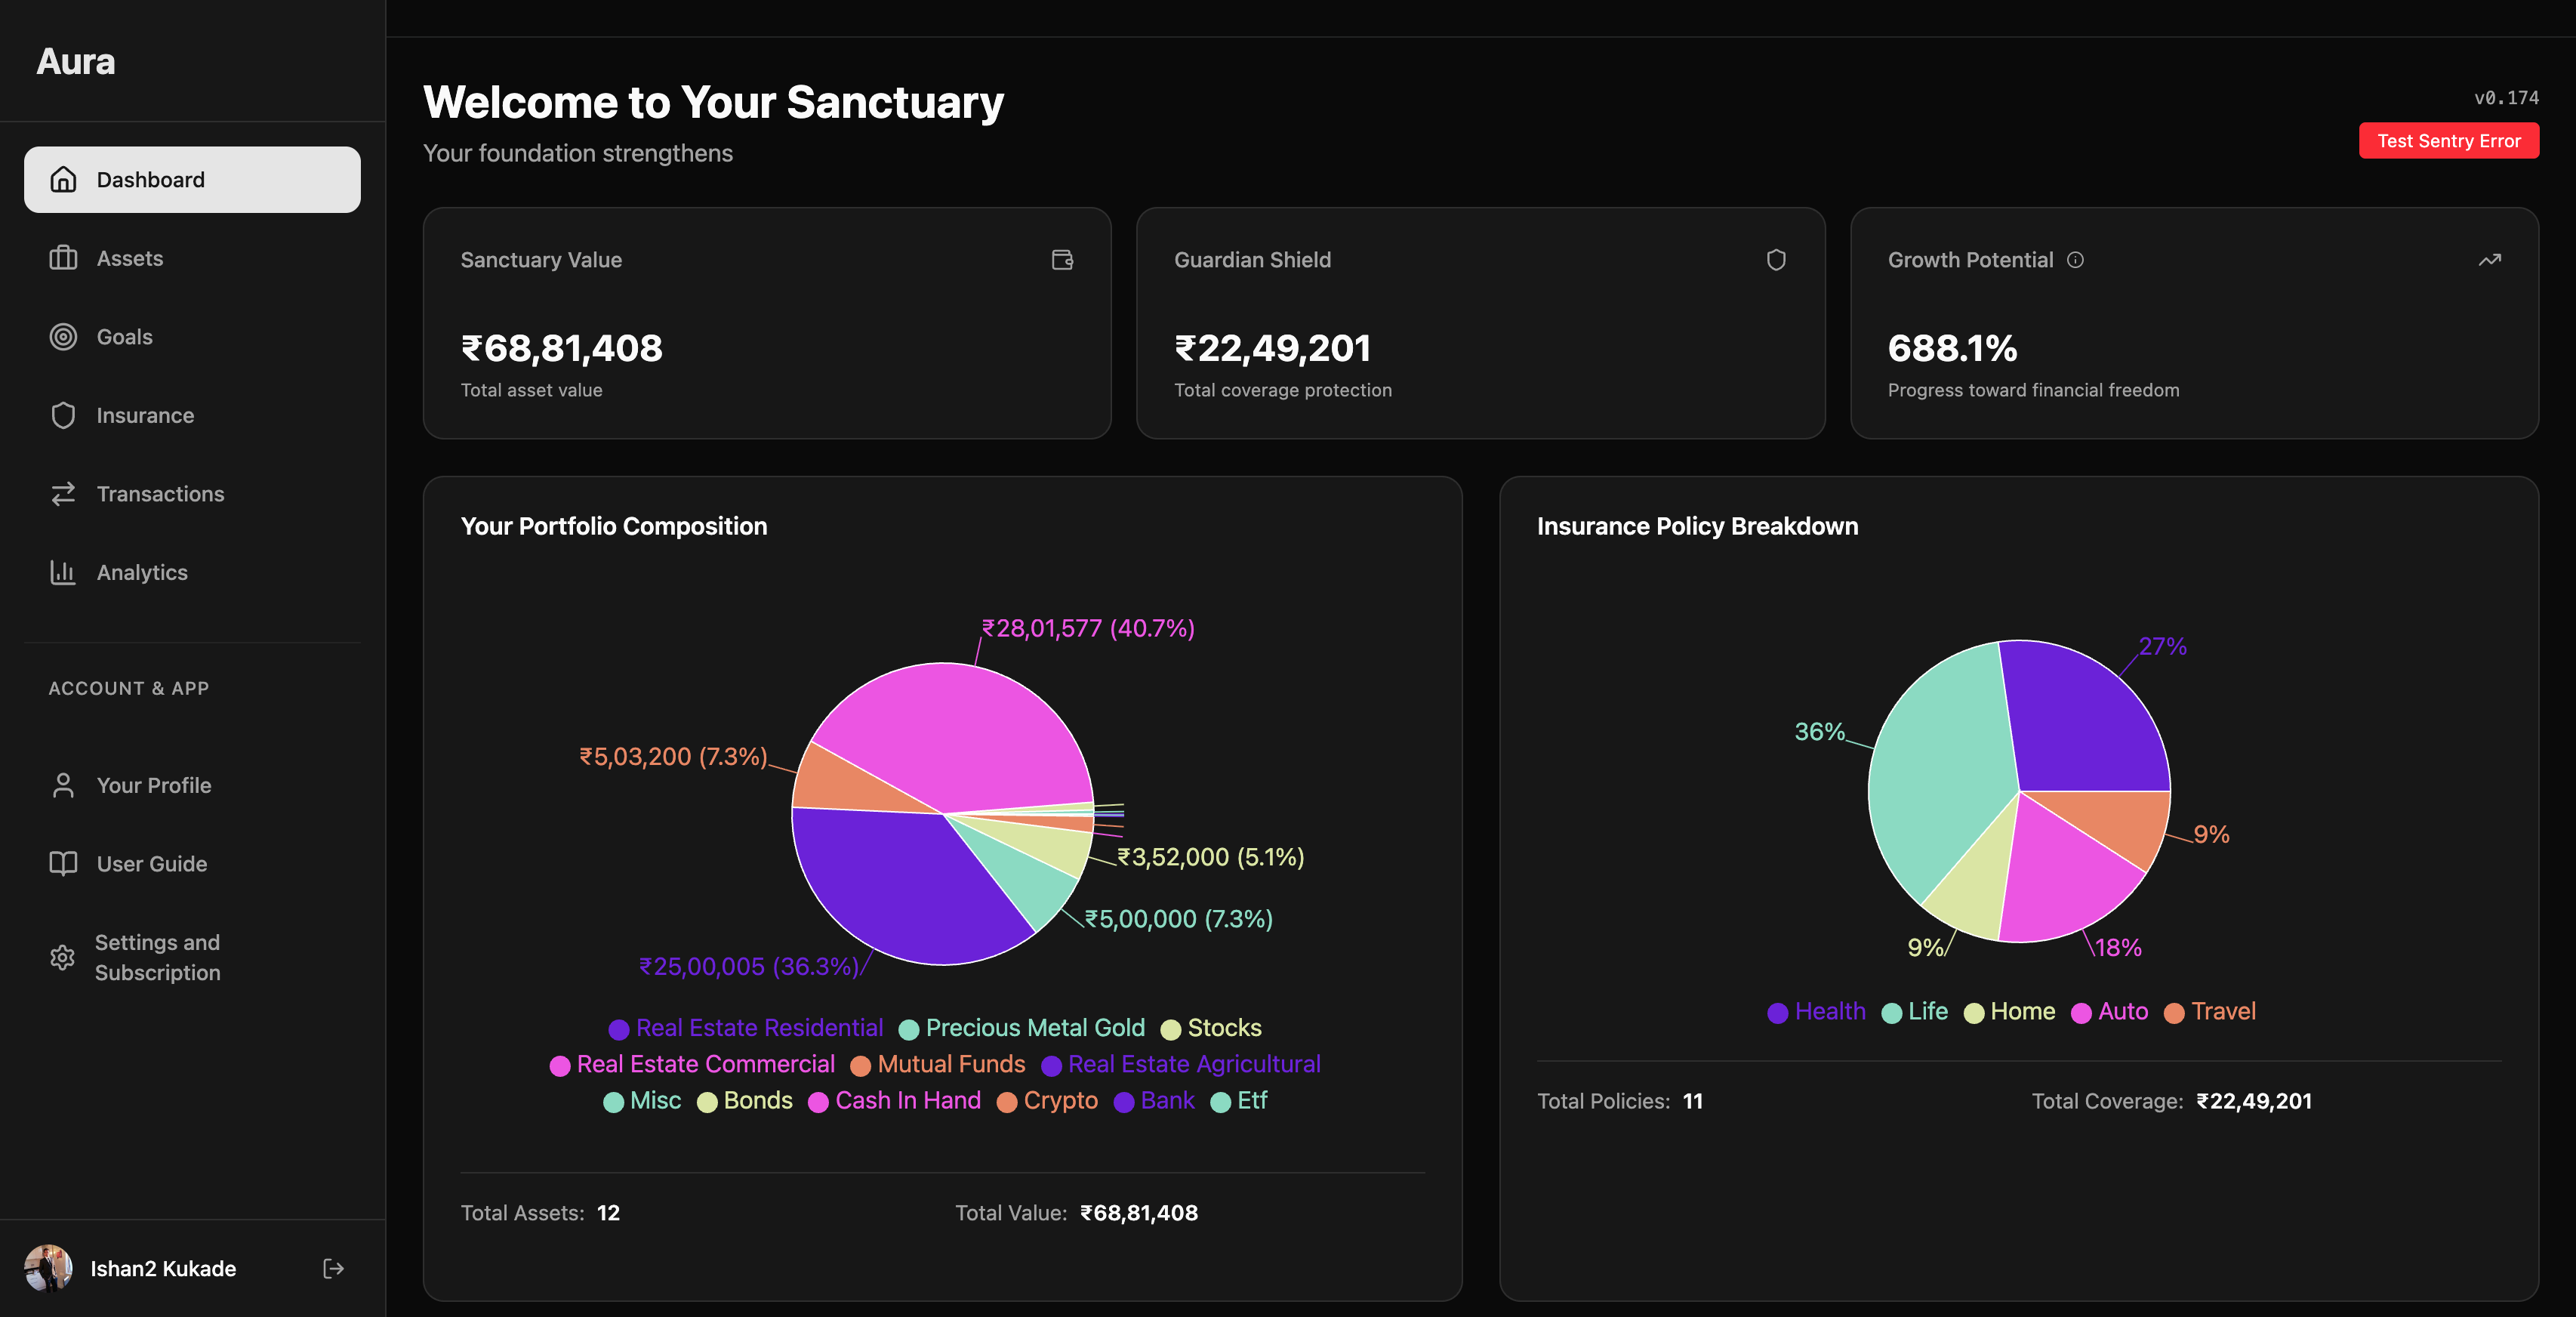 Aura
Dashboard
Assets
Goals
Insurance
Transactions
Analytics
ACCOUNT & APP
Your Profile
User Guide
Settings and
Subscription
Ishan2 Kukade
Welcome to Your Sanctuary
Your foundation strengthens
v0.174
Test Sentry Error
Sanctuary Value
₹68,81,408
Total asset value
Guardian Shield
₹22,49,201
Total coverage protection
Growth Potential
688.1%
Progress toward financial freedom
Your Portfolio Composition
₹28,01,577 (40.7%)
₹5,03,200 (7.3%)
₹3,52,000 (5.1%)
₹5,00,000 (7.3%)
₹25,00,005 (36.3%)
Real Estate Residential Precious Metal Gold Stocks
Real Estate Commercial Mutual Funds Real Estate Agricultural
Misc Bonds Cash In Hand Crypto Bank Etf
Total Assets: 12 Total Value: ₹68,81,408
Insurance Policy Breakdown
27%
36%
9%
9%
18%
Health Life Home Auto Travel
Total Policies: 11 Total Coverage: ₹22,49,201